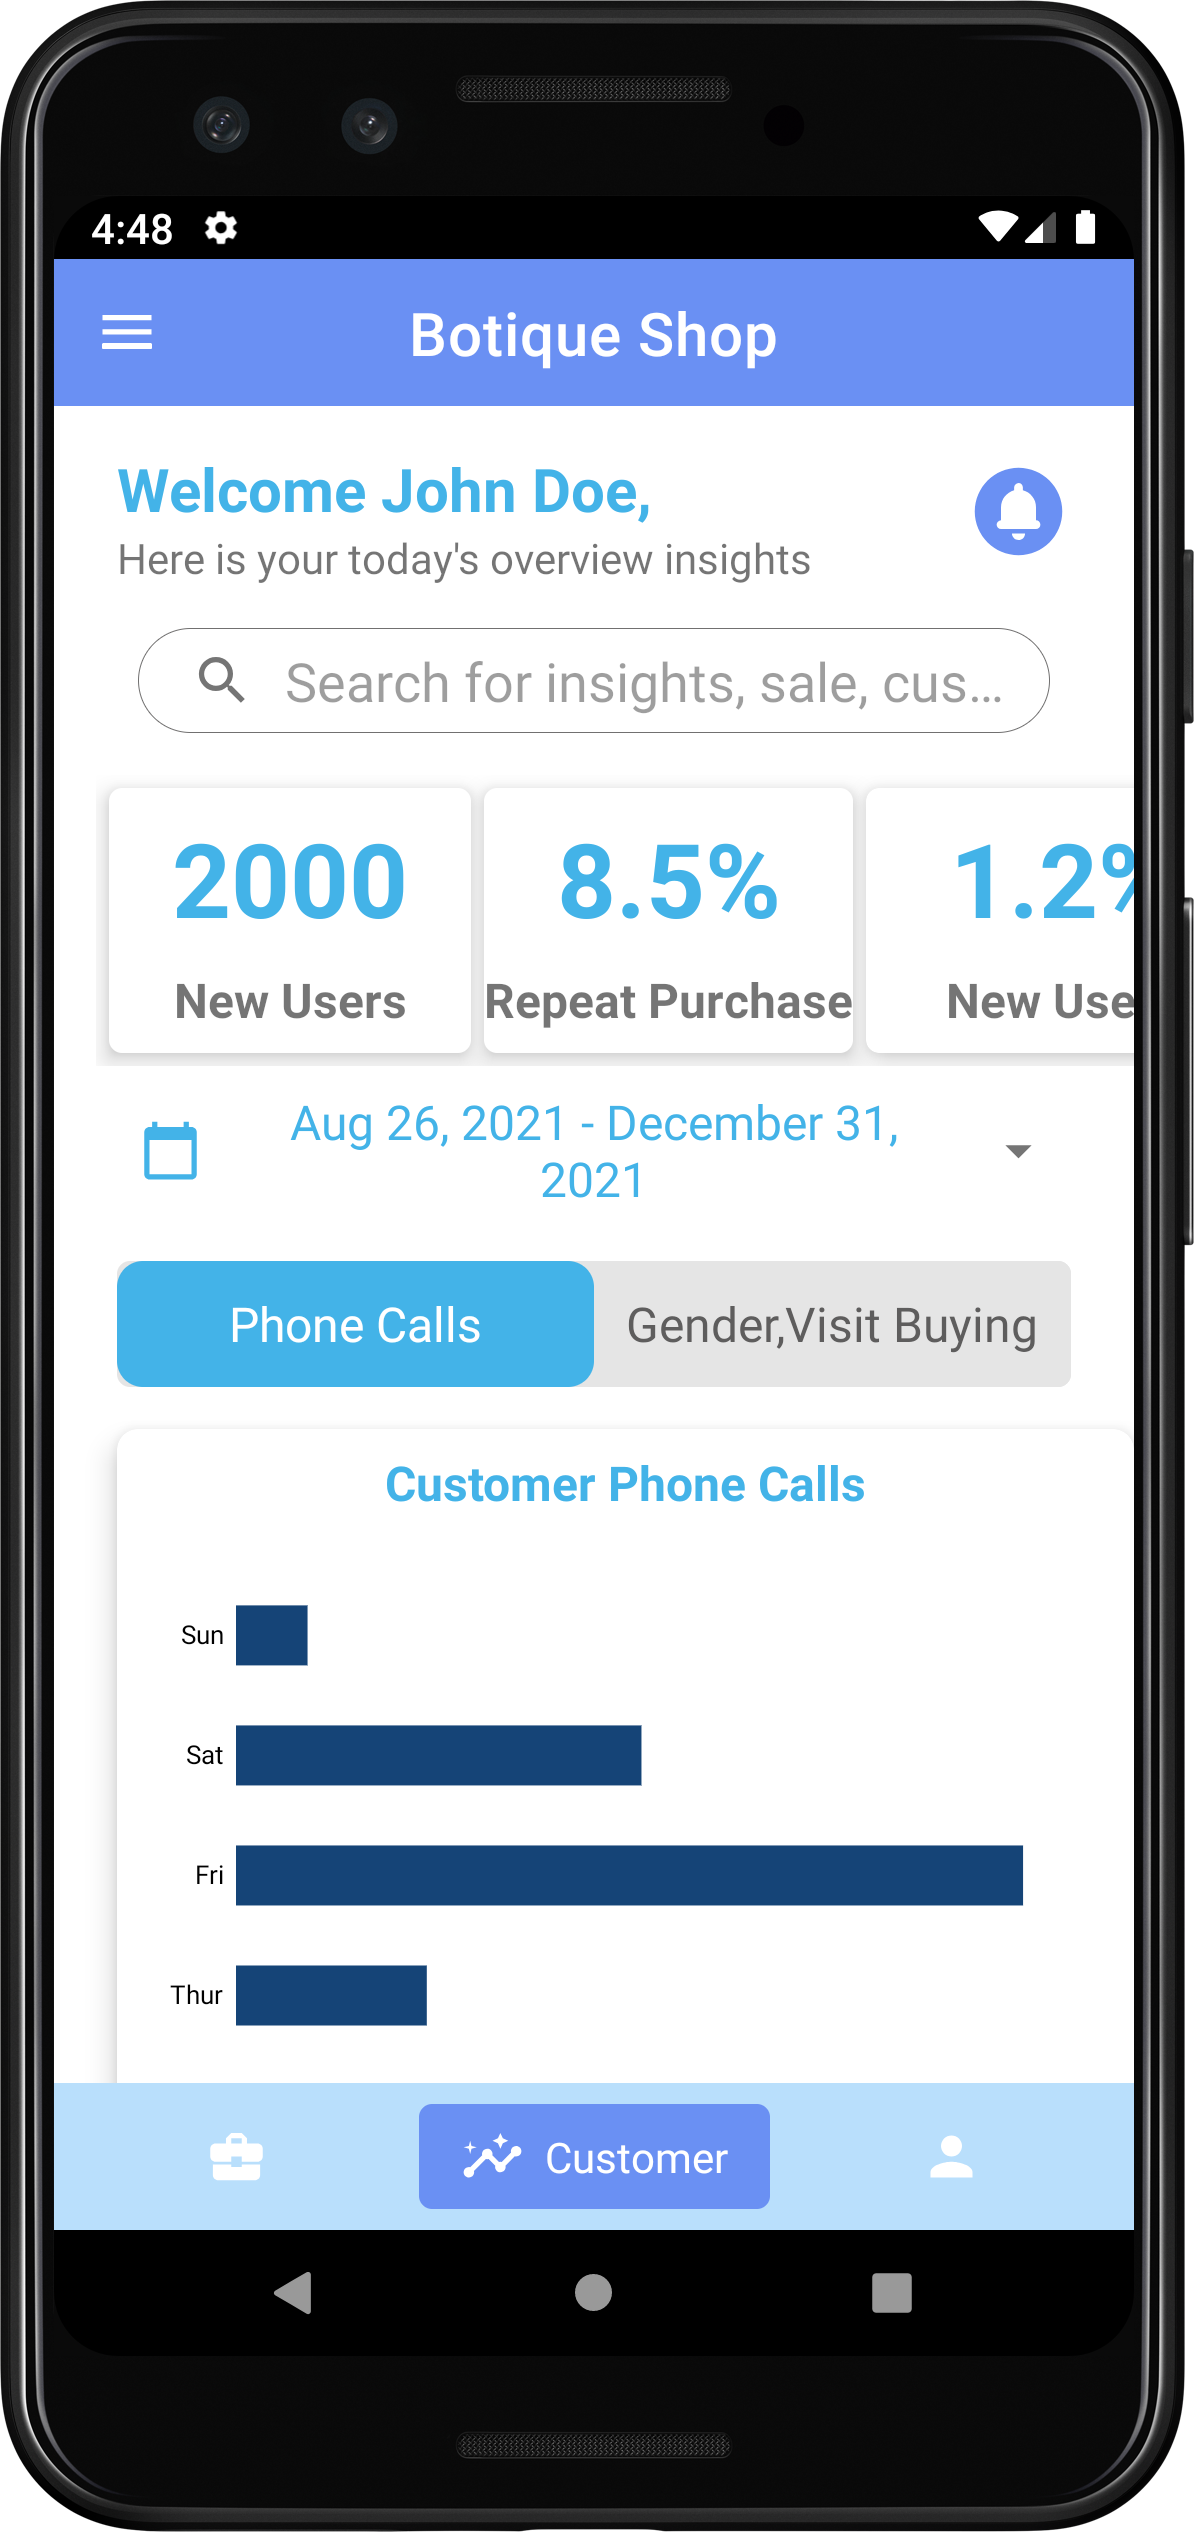 4:48
Botique Shop
Welcome John Doe,
Here is your today's overview insights
Search for insights, sale, cus...
2000
8.5%
1.2%
New Users
Repeat Purchase
New Use
Aug 26, 2021 - December 31,
2021
Phone Calls
Gender,Visit Buying
Customer Phone Calls
Sun
Sat
Fri
Thur
Customer